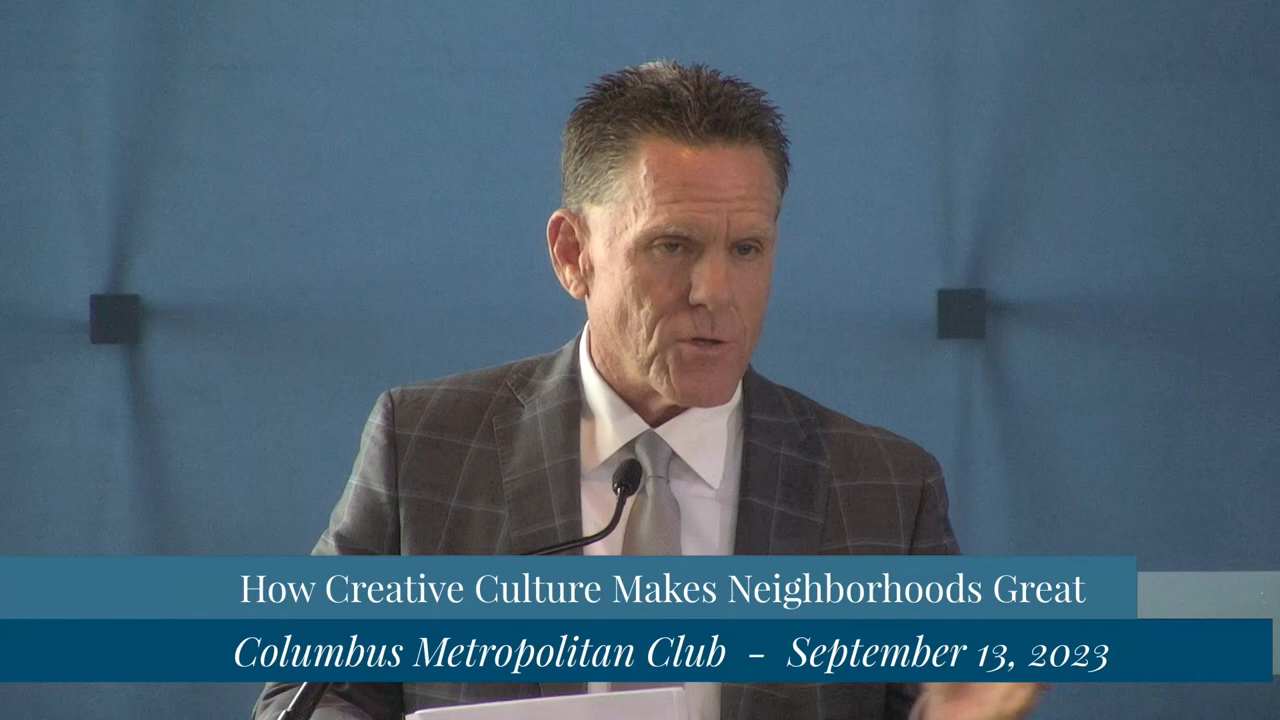 How Creative Culture Makes Neighborhoods Great
Columbus Metropolitan Club - September 13, 2023